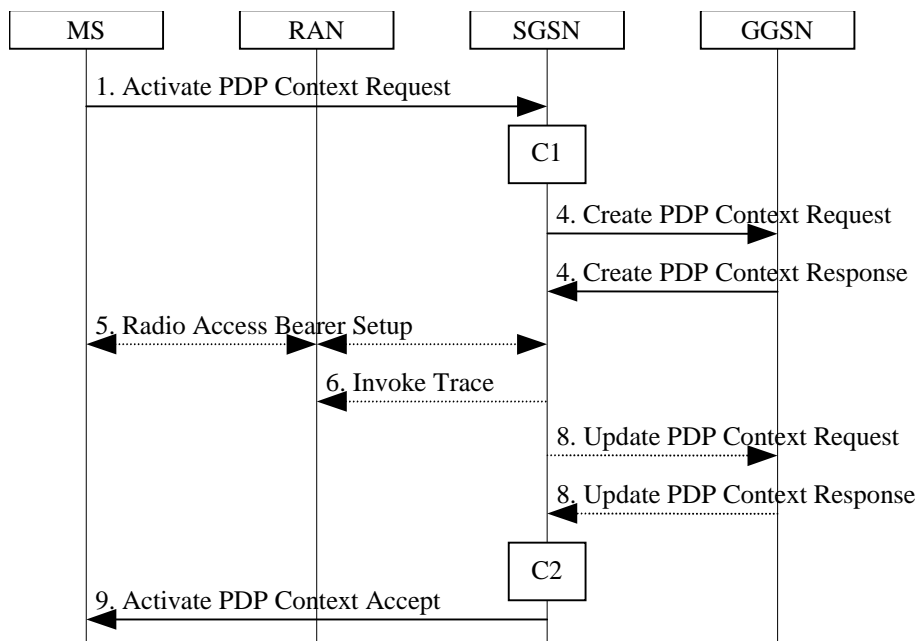 MS RAN SGSN GGSN
1. Activate PDP Context Request
C1
4. Create PDP Context Request
4. Create PDP Context Response
5. Radio Access Bearer Setup
6. Invoke Trace
8. Update PDP Context Request
8. Update PDP Context Response
C2
9. Activate PDP Context Accept